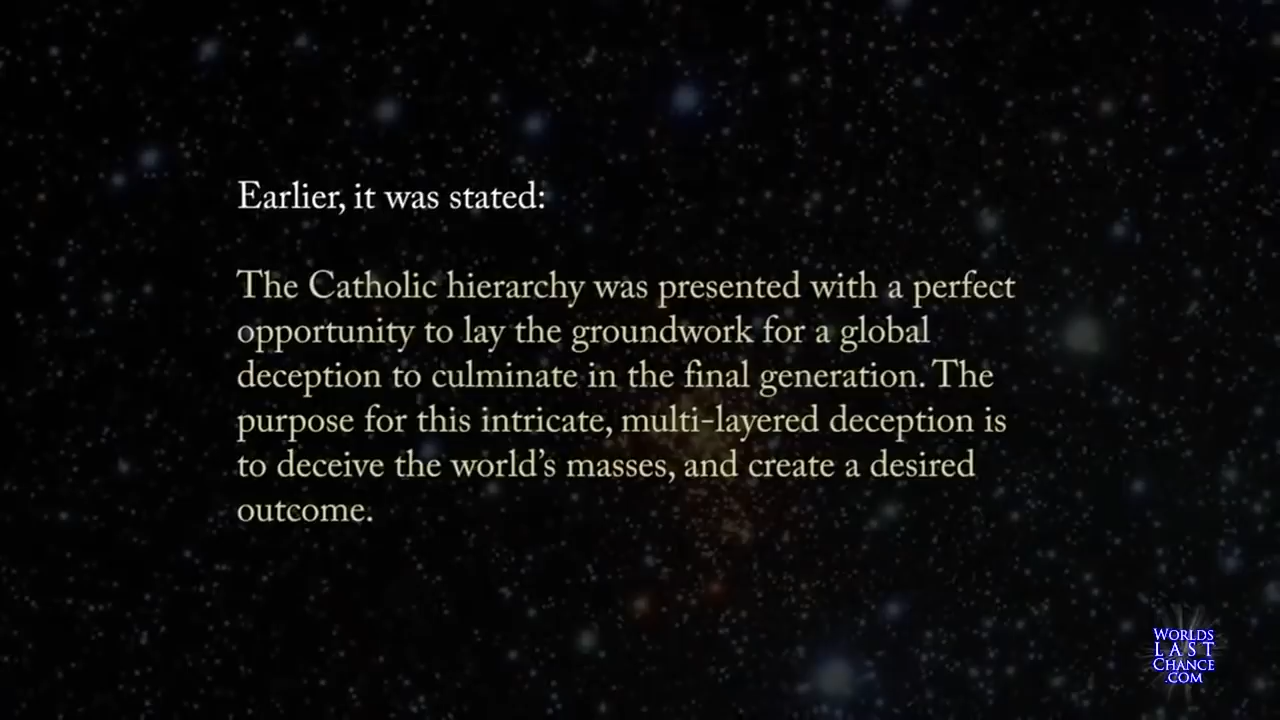 Earlier, it was stated:
The Catholic hierarchy was presented with a perfect
opportunity to lay the groundwork for a global
deception to culminate in the final generation. The
purpose for this intricate, multi-layered deception is
to deceive the world's masses, and create a desired
outcome.
WORLDS
LAST
CHANCE
.COM